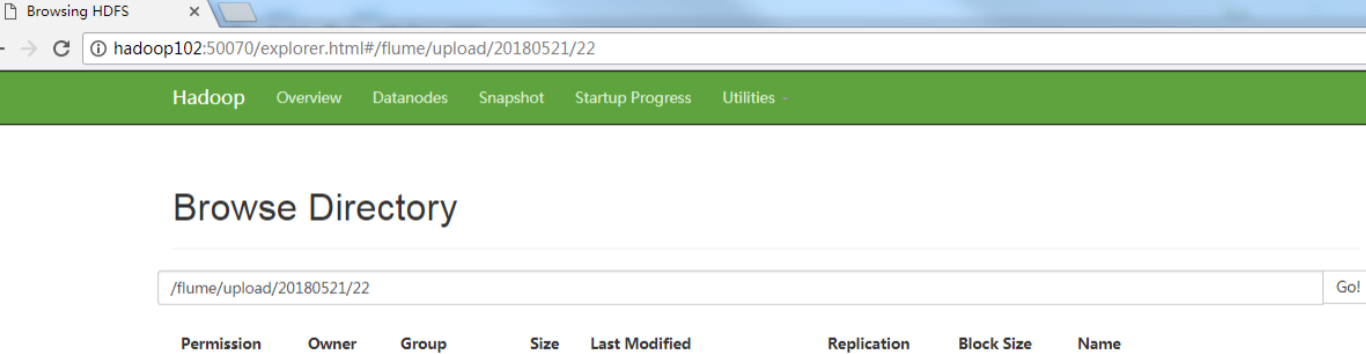 Browsing HDFS
hadoop102:50070/explorer.html#/flume/upload/20180521/22
Hadoop Overview Datanodes Snapshot Startup Progress Utilities
Browse Directory
/flume/upload/20180521/22 Go!
Permission Owner Group Size Last Modified Replication Block Size Name